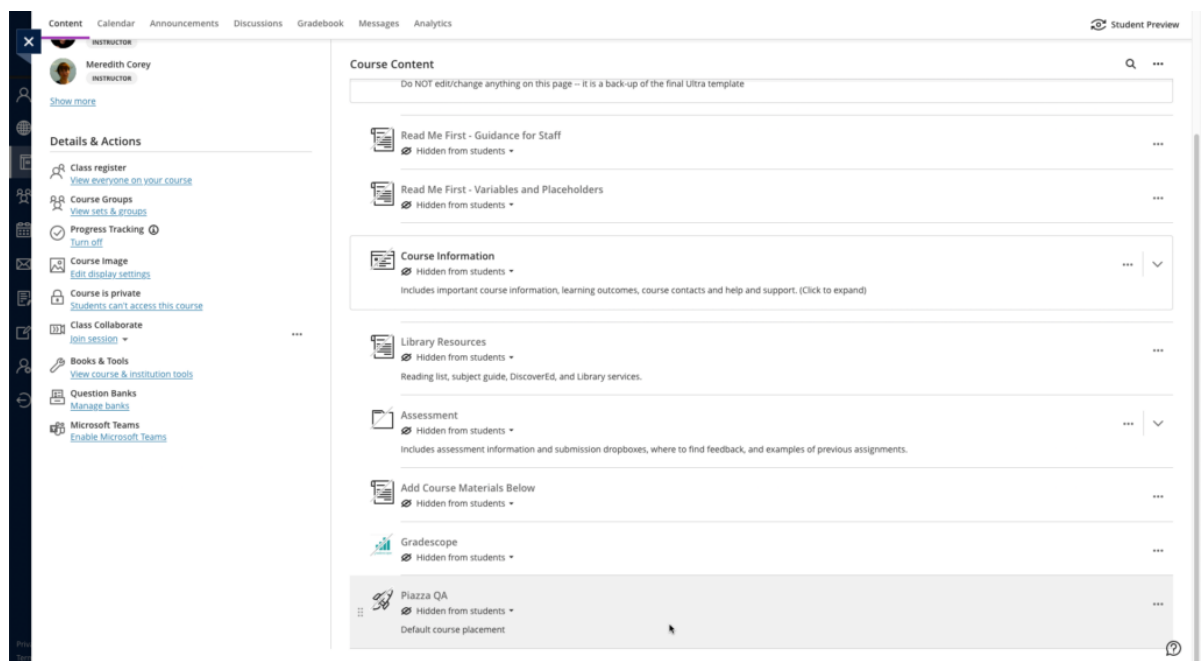 Content Calendar Announcements Discussions Gradebook Messages Analytics
Student Preview
INSTRUCTOR
Meredith Corey
INSTRUCTOR
Show more
Details & Actions
Class register
View everyone on your course
Course Groups
View sets & groups
Progress Tracking
Turn off
Course Image
Edit display settings
Course is private
Students can't access this course
Class Collaborate
Join session
Books & Tools
View course & institution tools
Question Banks
Manage banks
Microsoft Teams
Enable Microsoft Teams
Course Content
Do NOT edit/change anything on this page -- it is a back-up of the final Ultra template
Read Me First - Guidance for Staff
Hidden from students
Read Me First - Variables and Placeholders
Hidden from students
Course Information
Hidden from students
Includes important course information, learning outcomes, course contacts and help and support. (Click to expand)
Library Resources
Hidden from students
Reading list, subject guide, DiscoverEd, and Library services.
Assessment
Hidden from students
Includes assessment information and submission dropboxes, where to find feedback, and examples of previous assignments.
Add Course Materials Below
Hidden from students
Gradescope
Hidden from students
Piazza QA
Hidden from students
Default course placement